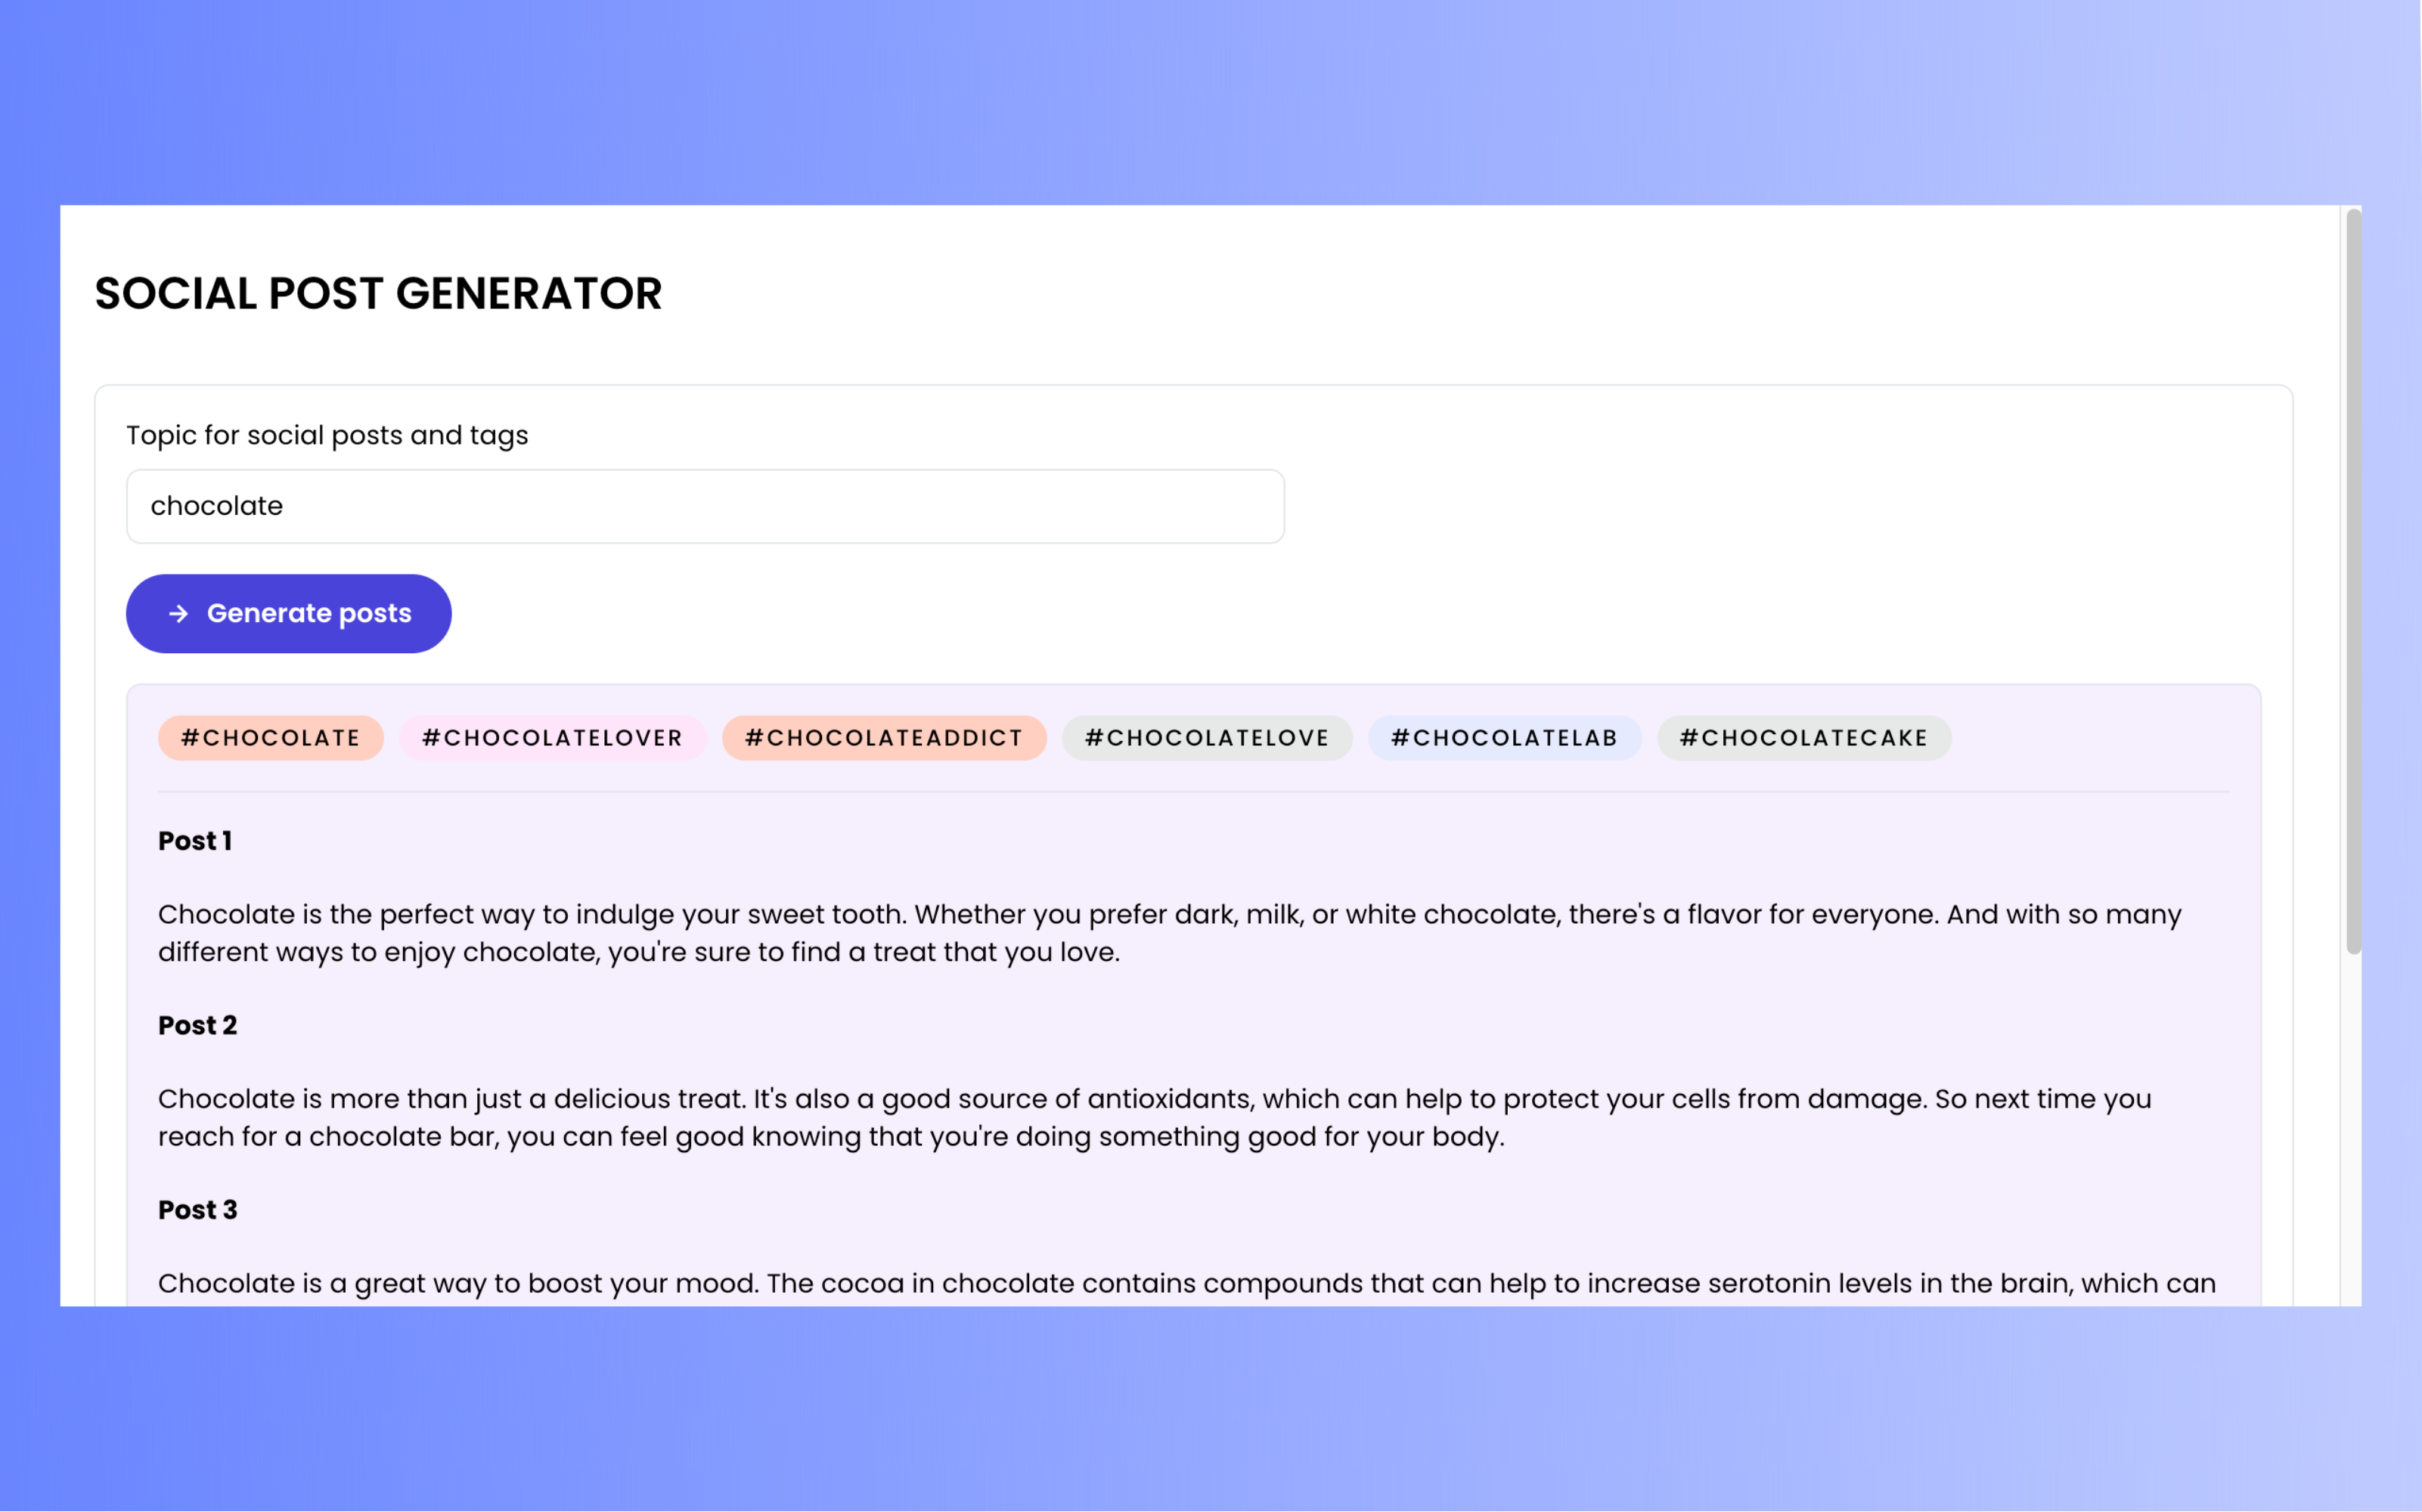 SOCIAL POST GENERATOR
Topic for social posts and tags
chocolate
→ Generate posts
#CHOCOLATE #CHOCOLATELOVER #CHOCOLATEADDICT #CHOCOLATELOVE #CHOCOLATELAB #CHOCOLATECAKE
Post 1
Chocolate is the perfect way to indulge your sweet tooth. Whether you prefer dark, milk, or white chocolate, there's a flavor for everyone. And with so many
different ways to enjoy chocolate, you're sure to find a treat that you love.
Post 2
Chocolate is more than just a delicious treat. It's also a good source of antioxidants, which can help to protect your cells from damage. So next time you
reach for a chocolate bar, you can feel good knowing that you're doing something good for your body.
Post 3
Chocolate is a great way to boost your mood. The cocoa in chocolate contains compounds that can help to increase serotonin levels in the brain, which can